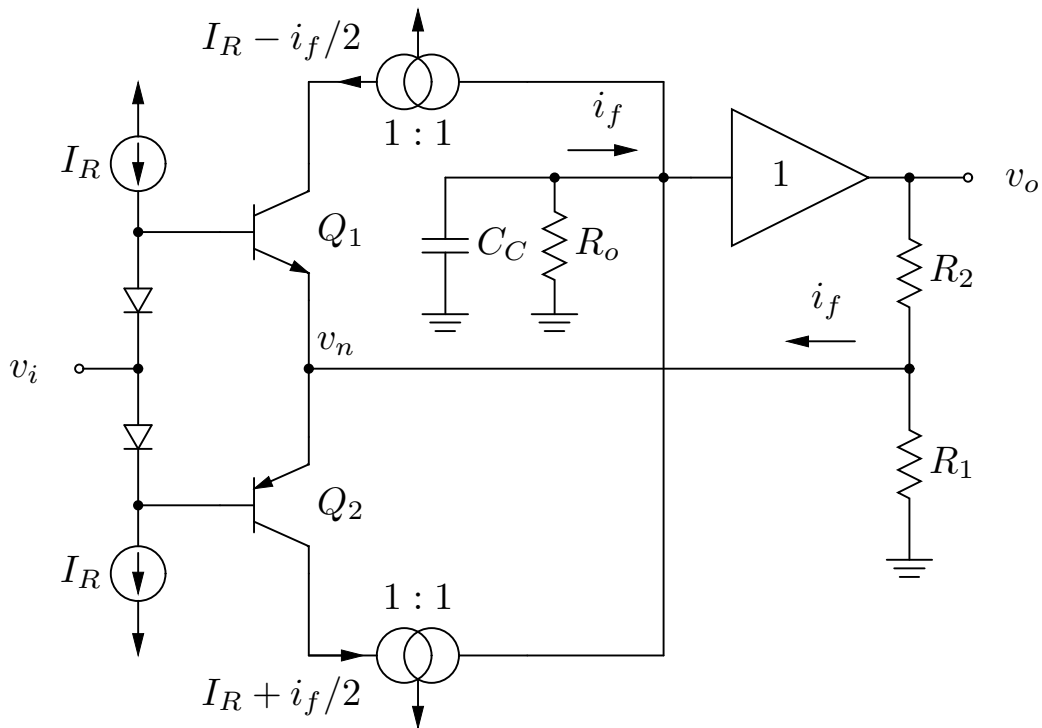 I_R − i_f/2
1 : 1
I_R
i_f
1
v_o
Q_1
C_C
R_o
R_2
i_f
v_n
v_i
R_1
Q_2
I_R
1 : 1
I_R + i_f/2